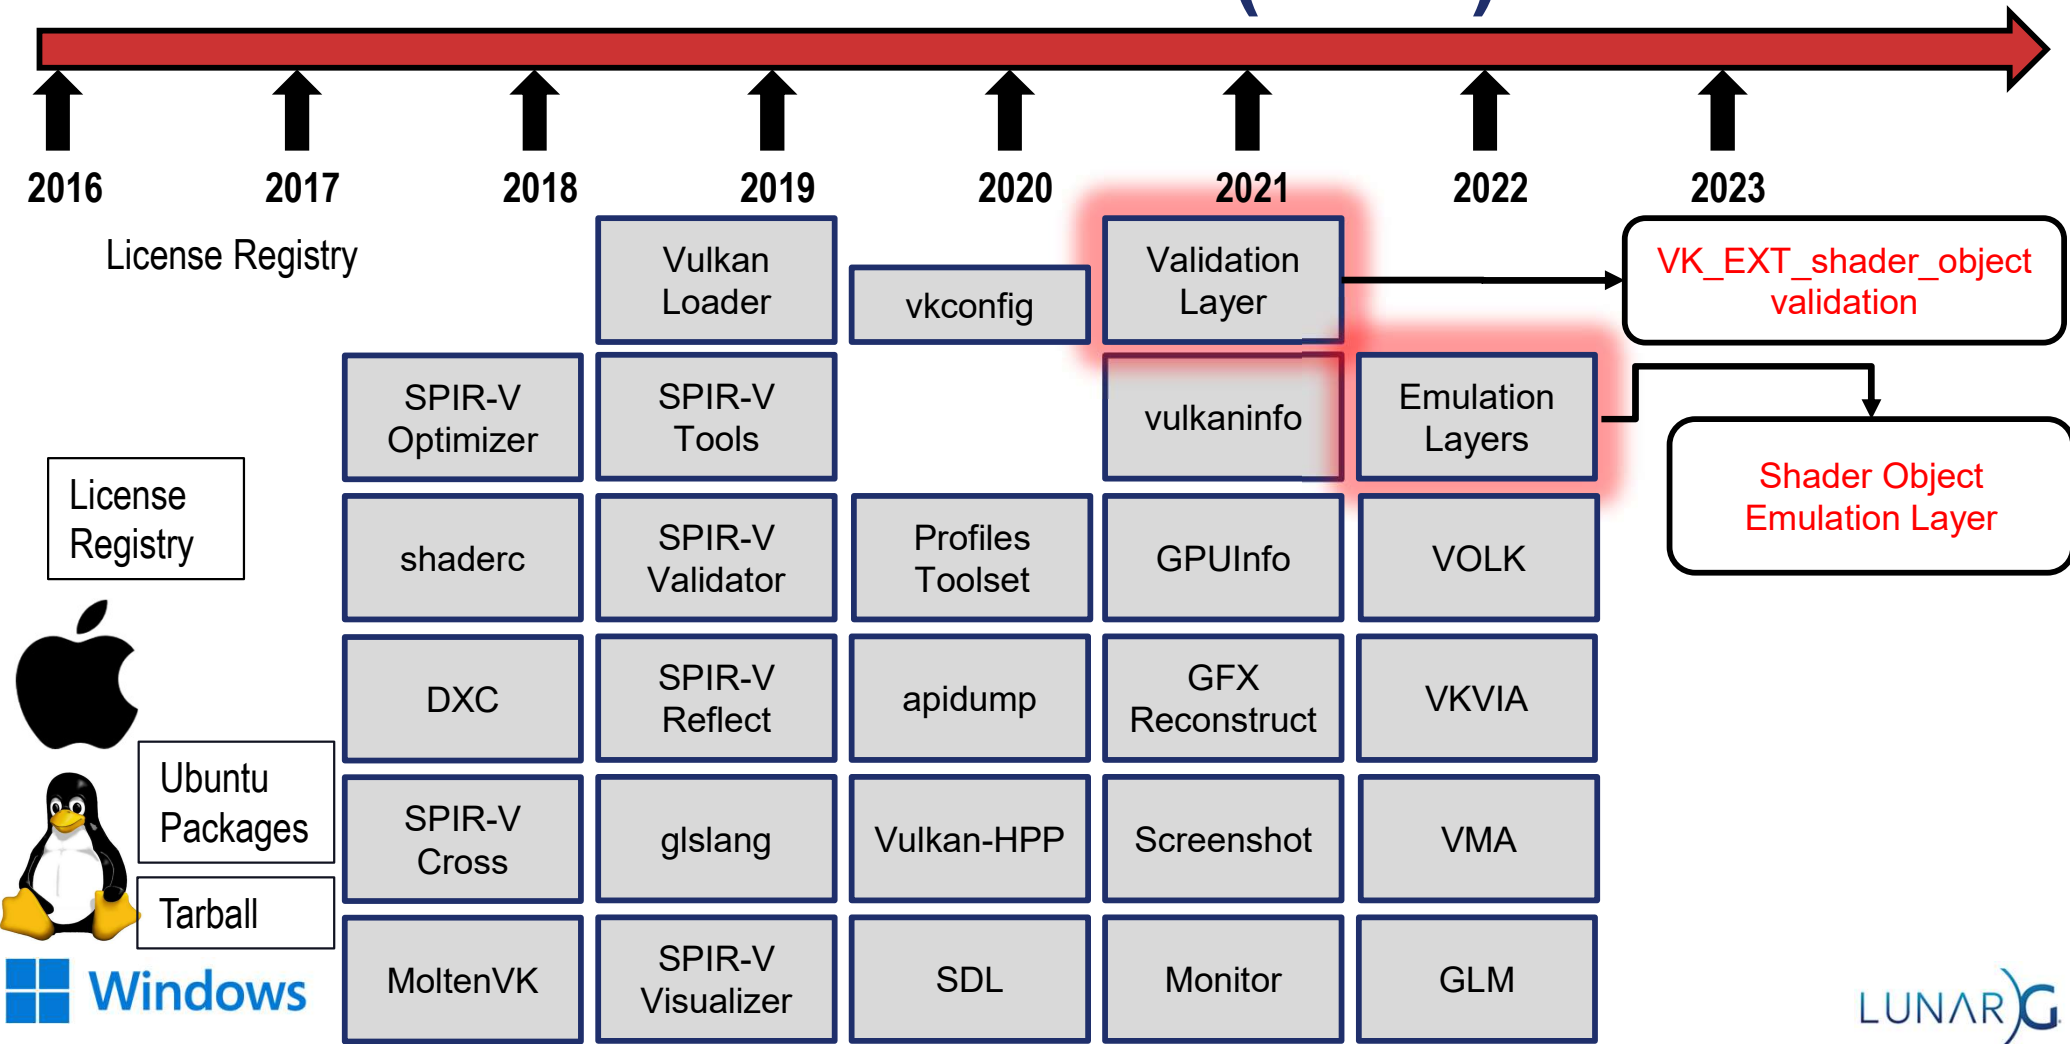 2016 2017 2018 2019 2020 2021 2022 2023
License Registry
Vulkan
Loader
vkconfig
Validation
Layer
VK_EXT_shader_object
validation
SPIR-V
Optimizer
SPIR-V
Tools
vulkaninfo
Emulation
Layers
Shader Object
Emulation Layer
License
Registry
shaderc
SPIR-V
Validator
Profiles
Toolset
GPUInfo
VOLK
DXC
SPIR-V
Reflect
apidump
GFX
Reconstruct
VKVIA
Ubuntu
Packages
SPIR-V
Cross
glslang
Vulkan-HPP
Screenshot
VMA
Tarball
Windows
MoltenVK
SPIR-V
Visualizer
SDL
Monitor
GLM
LUNARG